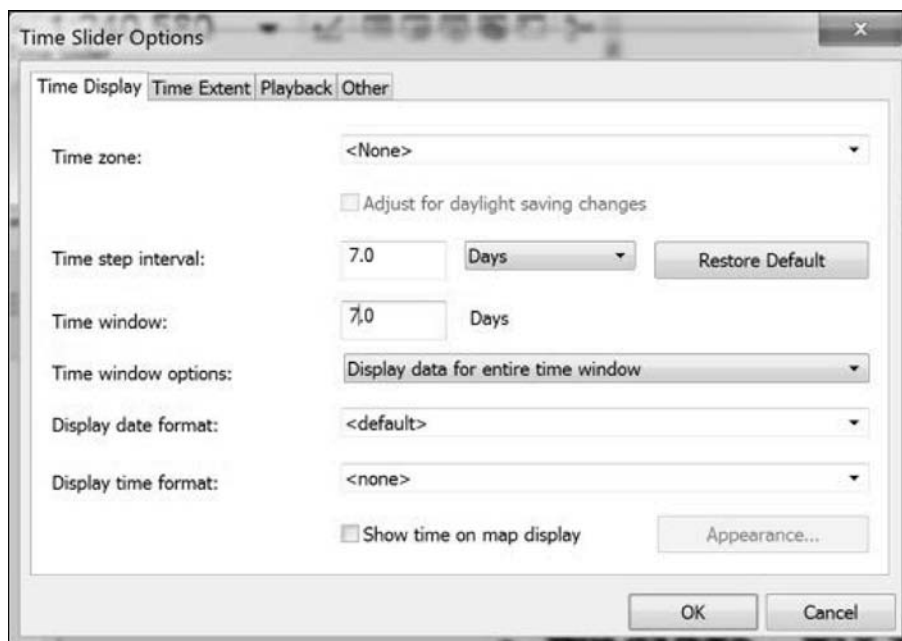 Time Slider Options
x
Time Display Time Extent Playback Other
Time zone: <None>
Adjust for daylight saving changes
Time step interval: 7.0 Days Restore Default
Time window: 7.0 Days
Time window options: Display data for entire time window
Display date format: <default>
Display time format: <none>
Show time on map display Appearance...
OK Cancel